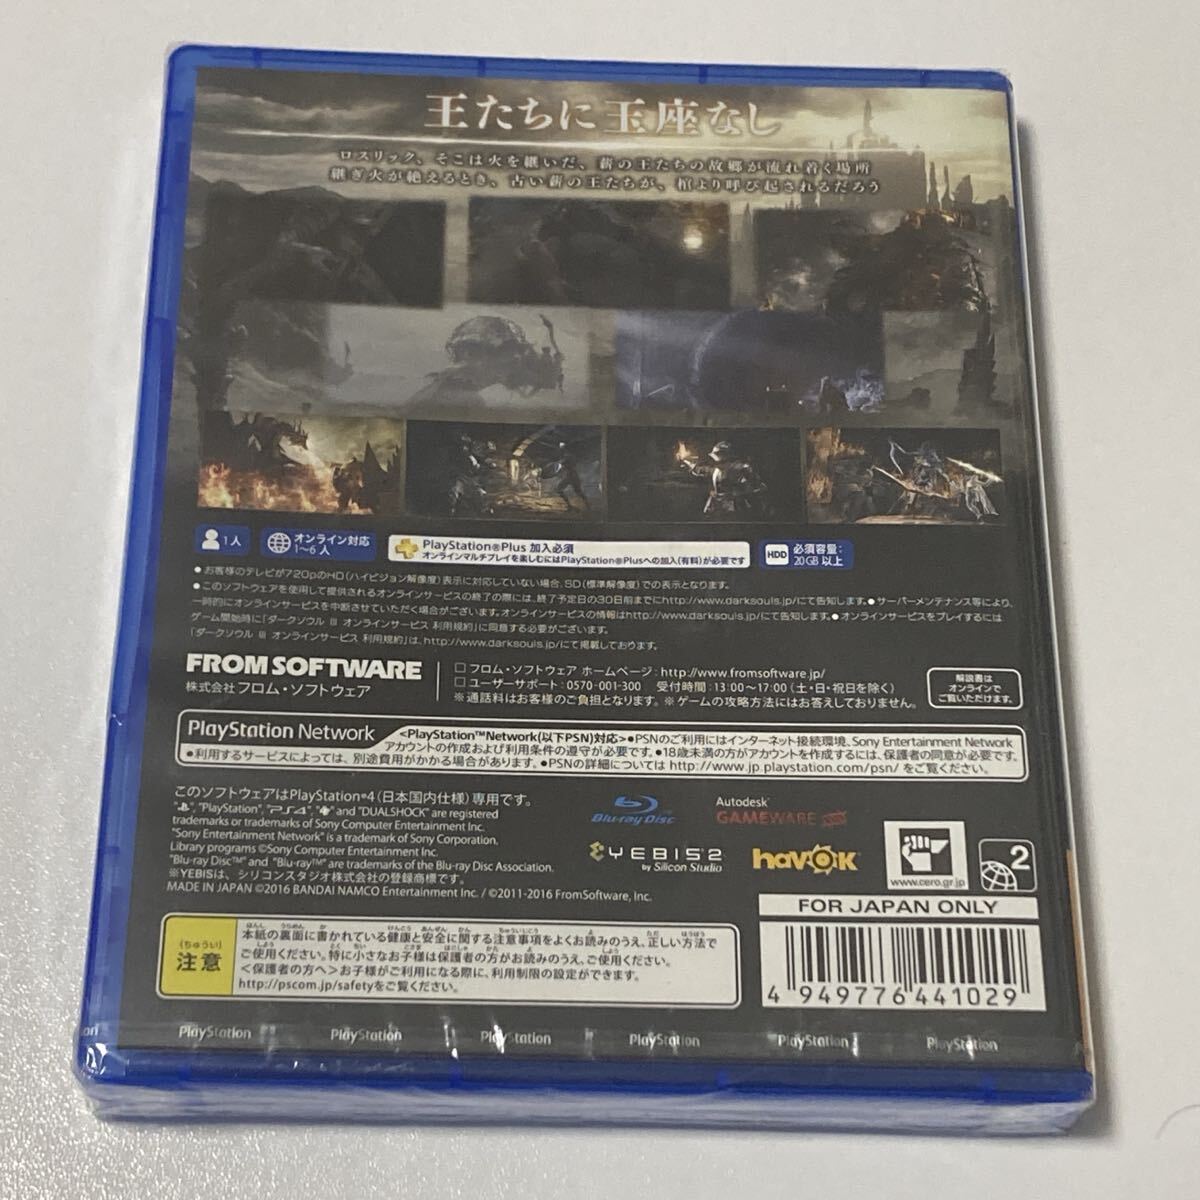 王たちに玉座なし
ロスリック、そこは火を継いだ、薪の王たちの故郷が流れ着く場所
継ぎ火が絶えるとき、古い薪の王たちが、棺より呼び起されるだろう
1人
オンライン対応
1～6人
PlayStation®Plus 加入必須
オンラインマルチプレイを楽しむにはPlayStation®Plusへの加入(有料)が必要です
HDD
必須容量:
20GB 以上
●お客様のテレビが720pのHD(ハイビジョン解像度)表示に対応していない場合、SD(標準解像度)での表示となります。
●このソフトウェアを使用して提供されるオンラインサービスの終了の際には、終了予定日の30日前までにhttp://www.darksouls.jp/にて告知します。●サーバーメンテナンス等により、
一時的にオンラインサービスを中断させていただく場合がございます。オンラインサービスの情報はhttp://www.darksouls.jp/にて告知します。●オンラインサービスをプレイするには
ゲーム開始時に「ダークソウル III オンラインサービス 利用規約」に同意する必要がございます。
「ダークソウル III オンラインサービス 利用規約」は、http://www.darksouls.jp/にて掲載しております。
FROMSOFTWARE
株式会社フロム・ソフトウェア
□ フロム・ソフトウェア ホームページ：http://www.fromsoftware.jp/
□ ユーザーサポート：0570-001-300　受付時間：13:00～17:00(土・日・祝日を除く)
※通話料はお客様のご負担となります。※ゲームの攻略方法にはお答えしておりません。
解説書は
オンラインで
ご覧いただけます。
PlayStation Network
<PlayStation™Network(以下PSN)対応>●PSNのご利用にはインターネット接続環境、Sony Entertainment Network
アカウントの作成および利用条件の遵守が必要です。●18歳未満の方がアカウントを作成するには、保護者の同意が必要です。
●利用するサービスによっては、別途費用がかかる場合があります。●PSNの詳細については http://www.jp.playstation.com/psn/ をご覧ください。
このソフトウェアはPlayStation®4(日本国内仕様)専用です。
" ", "PlayStation", "PS4", " " and "DUALSHOCK" are registered
trademarks or trademarks of Sony Computer Entertainment Inc.
"Sony Entertainment Network" is a trademark of Sony Corporation.
Library programs ©Sony Computer Entertainment Inc.
"Blu-ray Disc™" and "Blu-ray™" are trademarks of the Blu-ray Disc Association.
※YEBISは、シリコンスタジオ株式会社の登録商標です。
MADE IN JAPAN ©2016 BANDAI NAMCO Entertainment Inc. / ©2011-2016 FromSoftware, Inc.
Blu-ray Disc
Autodesk
GAMEWARE
YEBIS 2
by Silicon Studio
havok
www.cero.gr.jp
2
FOR JAPAN ONLY
4 949776 441029
(ちゅうい)
注意
本紙の裏面に書かれている健康と安全に関する注意事項をよくお読みのうえ、正しい方法で
ご使用ください。特に小さなお子様は保護者の方がお読みのうえ、ご使用ください。
<保護者の方へ>お子様がご利用になる際に、利用制限の設定ができます。
http://pscom.jp/safetyをご覧ください。
on PlayStation PlayStation PlayStation PlayStation PlayStation PlayStation